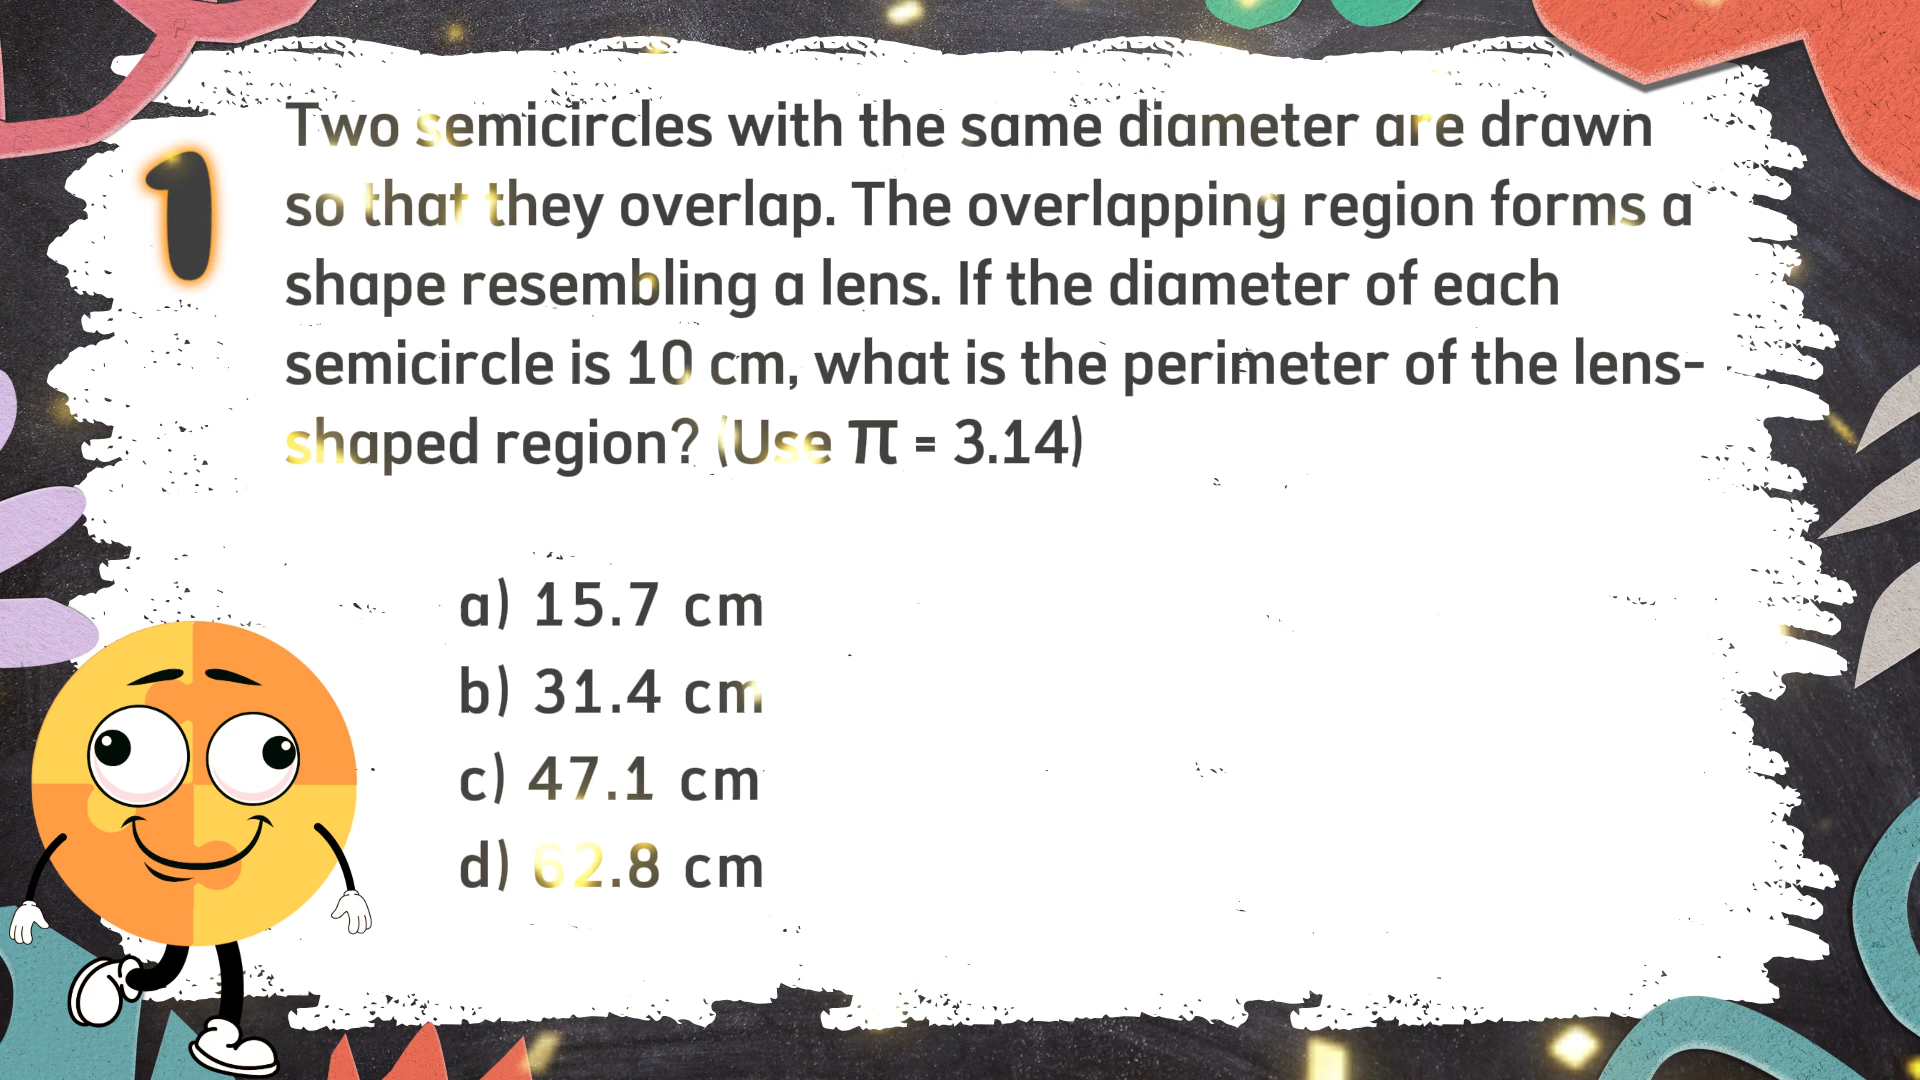 1
Two semicircles with the same diameter are drawn
so that they overlap. The overlapping region forms a
shape resembling a lens. If the diameter of each
semicircle is 10 cm, what is the perimeter of the lens-
shaped region? (Use π = 3.14)
a) 15.7 cm
b) 31.4 cm
c) 47.1 cm
d) 62.8 cm